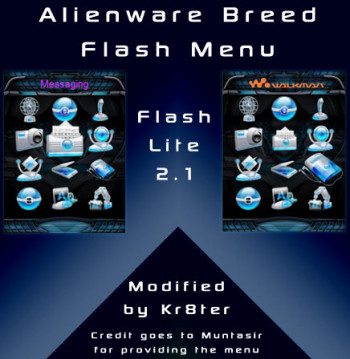 Alienware Breed
Flash Menu
Messaging
WALKMAN
Flash
Lite
2.1
Modified
by Kr8ter
Credit goes to Muntasir
for providing the menu